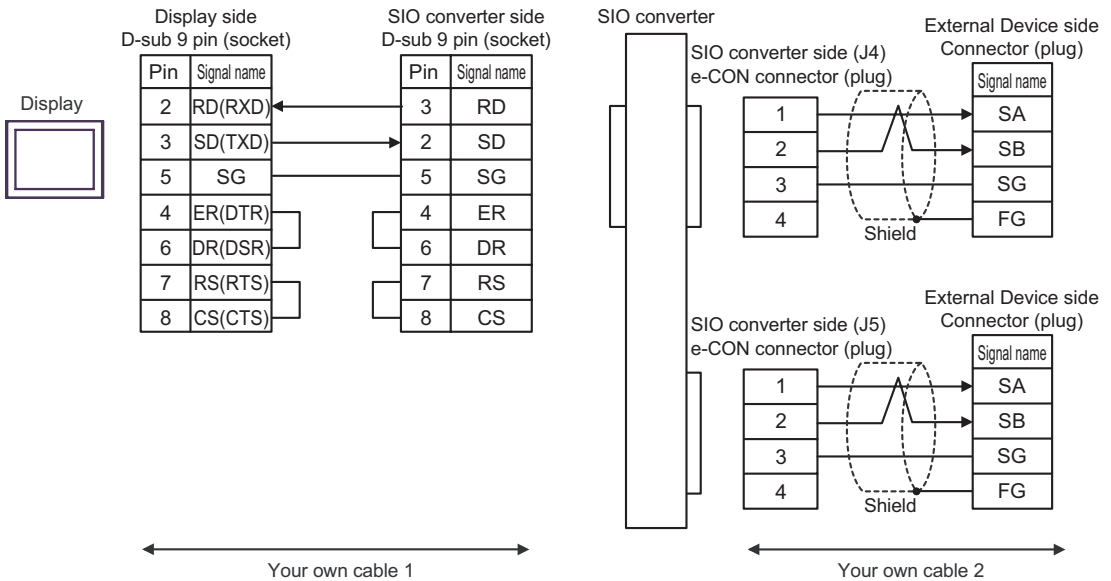 Display side
D-sub 9 pin (socket)
SIO converter side
D-sub 9 pin (socket)
SIO converter
External Device side
Connector (plug)
SIO converter side (J4)
e-CON connector (plug)
Display
Pin Signal name
2 RD(RXD)
3 SD(TXD)
5 SG
4 ER(DTR)
6 DR(DSR)
7 RS(RTS)
8 CS(CTS)
Pin Signal name
3 RD
2 SD
5 SG
4 ER
6 DR
7 RS
8 CS
1
2
3
4
Shield
Signal name
SA
SB
SG
FG
External Device side
Connector (plug)
SIO converter side (J5)
e-CON connector (plug)
1
2
3
4
Shield
Signal name
SA
SB
SG
FG
Your own cable 1
Your own cable 2